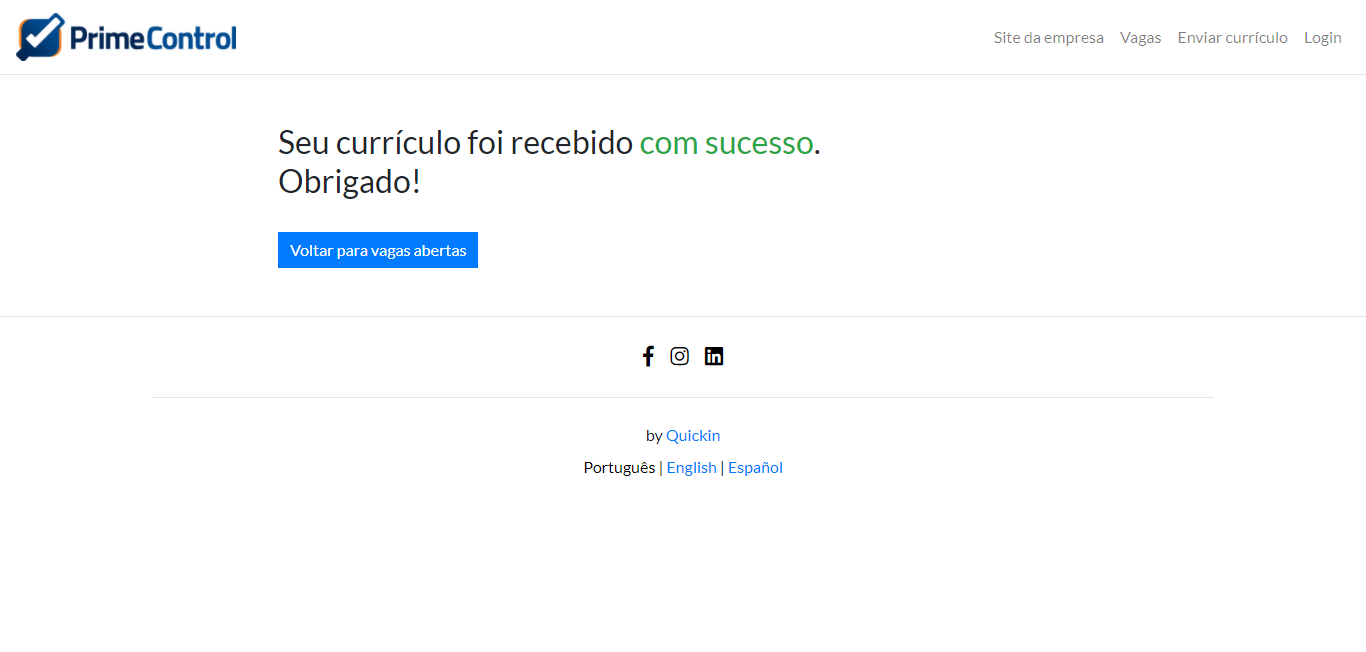 PrimeControl
Site da empresa Vagas Enviar currículo Login
Seu currículo foi recebido com sucesso.
Obrigado!
Voltar para vagas abertas
by Quickin
Português | English | Español